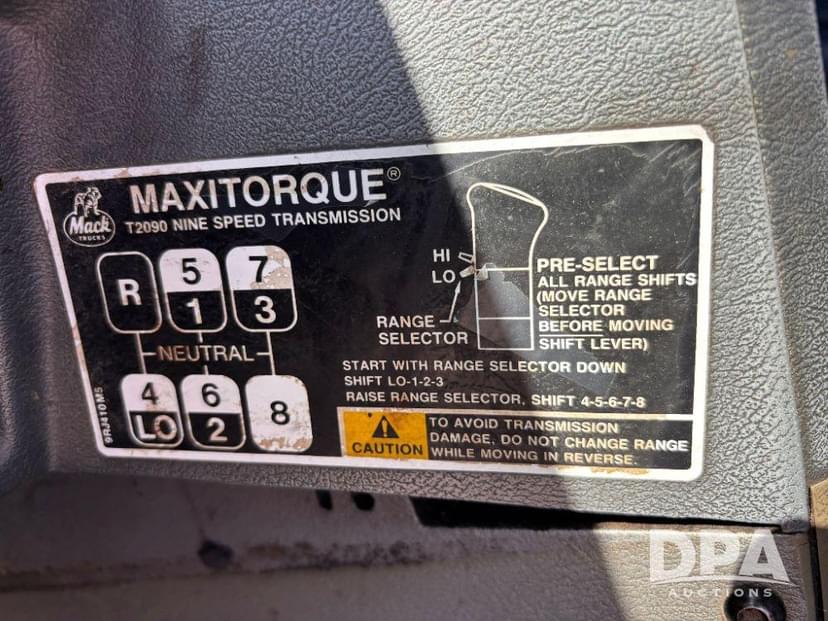 MAXITORQUE®
T2090 NINE SPEED TRANSMISSION
Mack
TRUCKS
R 5 7
1 3
NEUTRAL
4 6 8
LO 2
9RJ410M5
HI
LO
RANGE
SELECTOR
PRE-SELECT
ALL RANGE SHIFTS
(MOVE RANGE
SELECTOR
BEFORE MOVING
SHIFT LEVER)
START WITH RANGE SELECTOR DOWN
SHIFT LO-1-2-3
RAISE RANGE SELECTOR, SHIFT 4-5-6-7-8
CAUTION
TO AVOID TRANSMISSION
DAMAGE, DO NOT CHANGE RANGE
WHILE MOVING IN REVERSE.
DPA
AUCTIONS